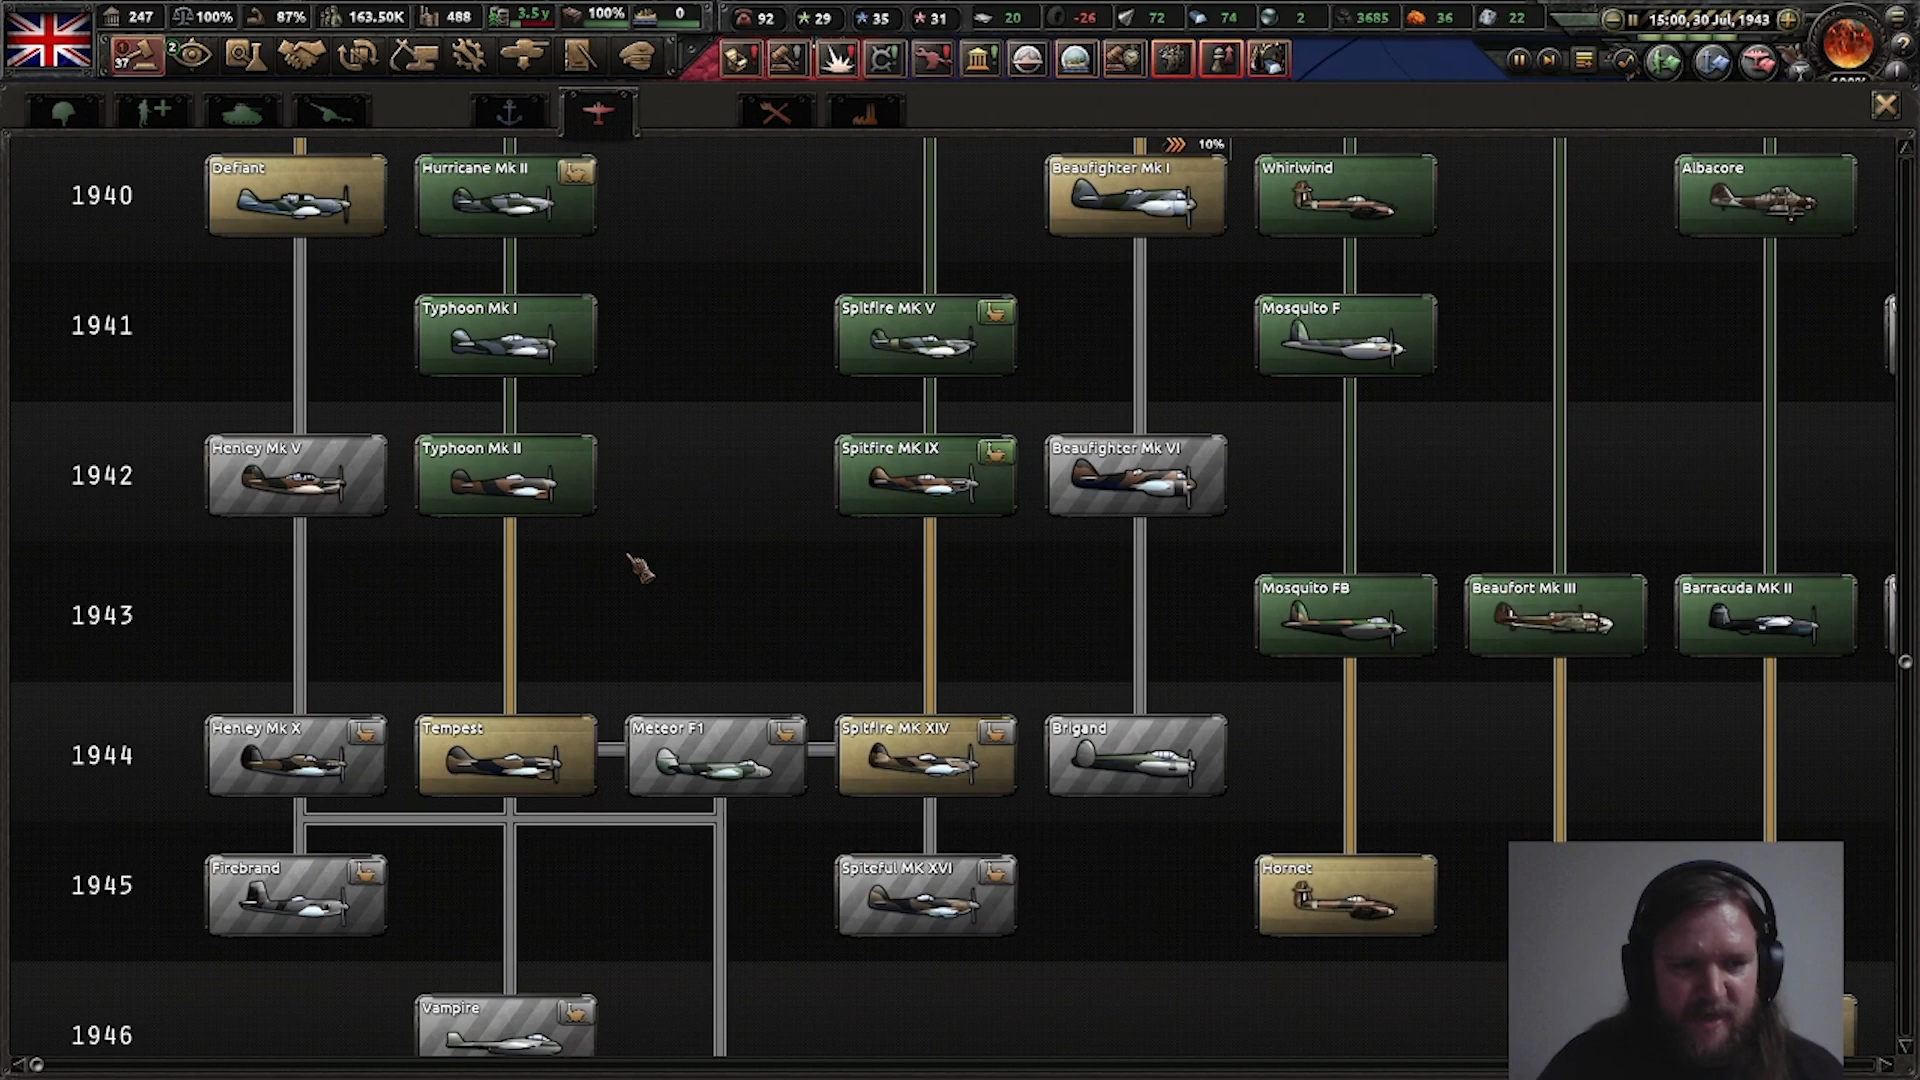 247 100% 87% 163.50K 488 3.5 y 100% 0 92 29 35 31 20 -26 72 74 2 3685 36 22 15:00, 30 Jul, 1943
37 2
10%
1940 Defiant Hurricane Mk II Beaufighter Mk I Whirlwind Albacore
1941 Typhoon Mk I Spitfire MK V Mosquito F
1942 Henley Mk V Typhoon Mk II Spitfire MK IX Beaufighter Mk VI
1943 Mosquito FB Beaufort Mk III Barracuda MK II
1944 Henley Mk X Tempest Meteor F1 Spitfire MK XIV Brigand
1945 Firebrand Spiteful MK XVI Hornet
1946 Vampire